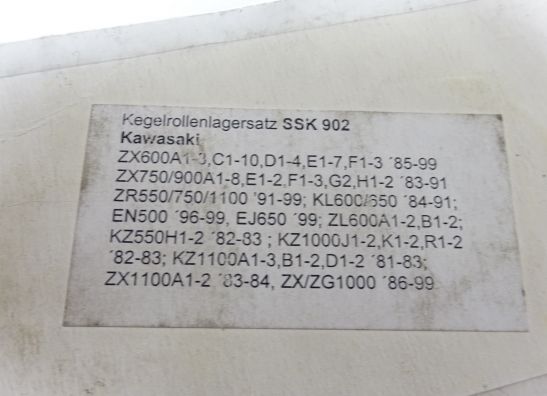 Kegelrollenlagersatz SSK 902
Kawasaki
ZX600A1-3,C1-10,D1-4,E1-7,F1-3 ´85-99
ZX750/900A1-8,E1-2,F1-3,G2,H1-2 ´83-91
ZR550/750/1100 ´91-99; KL600/650 ´84-91;
EN500 ´96-99, EJ650 ´99; ZL600A1-2,B1-2;
KZ550H1-2 ´82-83 ; KZ1000J1-2,K1-2,R1-2
´82-83; KZ1100A1-3,B1-2,D1-2 ´81-83;
ZX1100A1-2 ´83-84, ZX/ZG1000 ´86-99